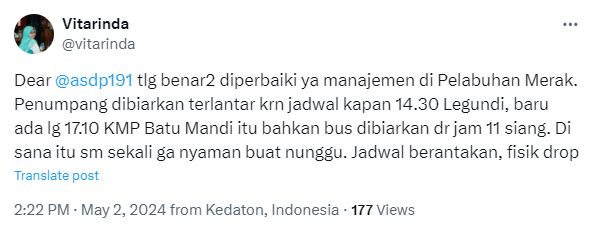 Vitarinda
@vitarinda
Dear @asdp191 tlg benar2 diperbaiki ya manajemen di Pelabuhan Merak.
Penumpang dibiarkan terlantar krn jadwal kapan 14.30 Legundi, baru
ada lg 17.10 KMP Batu Mandi itu bahkan bus dibiarkan dr jam 11 siang. Di
sana itu sm sekali ga nyaman buat nunggu. Jadwal berantakan, fisik drop
Translate post
2:22 PM · May 2, 2024 from Kedaton, Indonesia · 177 Views